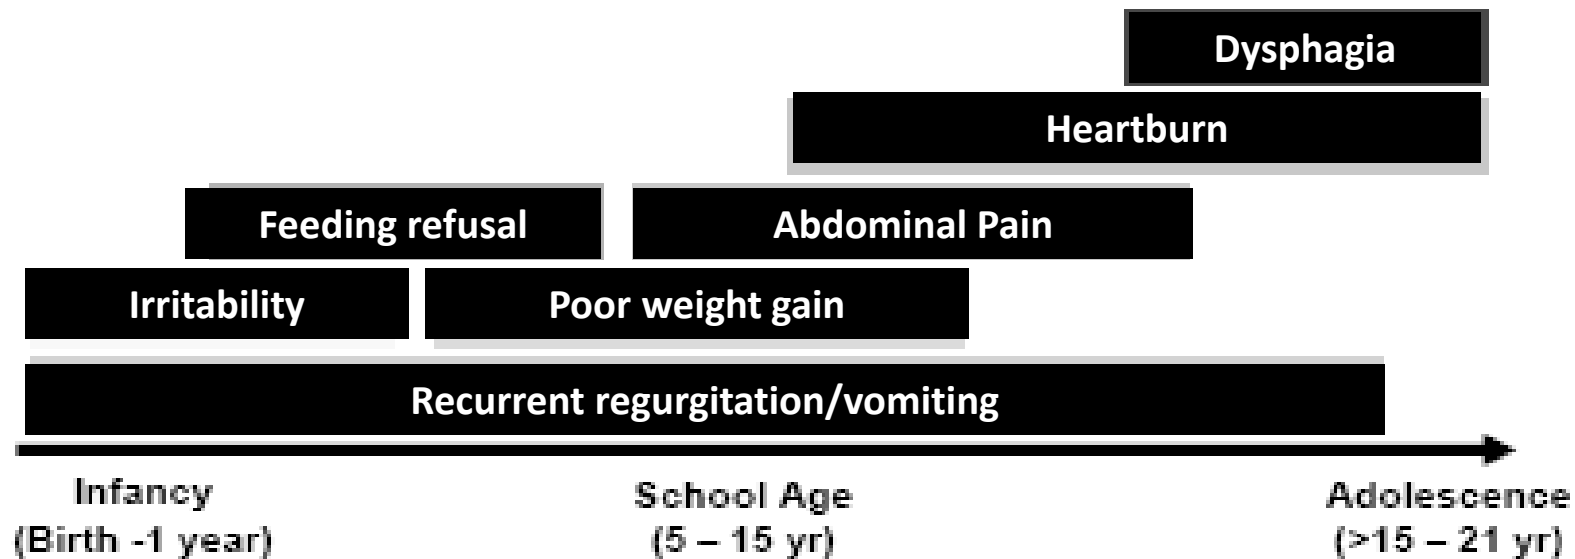 Dysphagia
Heartburn
Feeding refusal
Abdominal Pain
Irritability
Poor weight gain
Recurrent regurgitation/vomiting
Infancy
(Birth -1 year)
School Age
(5 – 15 yr)
Adolescence
(>15 – 21 yr)